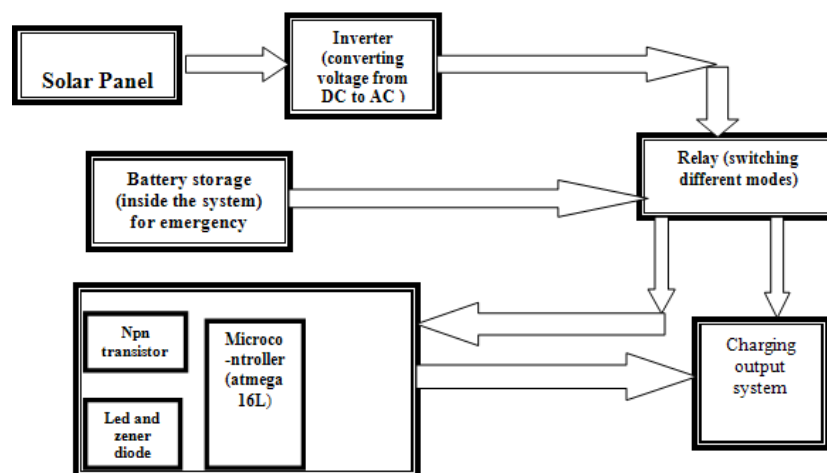 Solar Panel
Inverter
(converting
voltage from
DC to AC )
Relay (switching
different modes)
Battery storage
(inside the system)
for emergency
Npn
transistor
Microco
-ntroller
(atmega
16L)
Led and
zener
diode
Charging
output
system